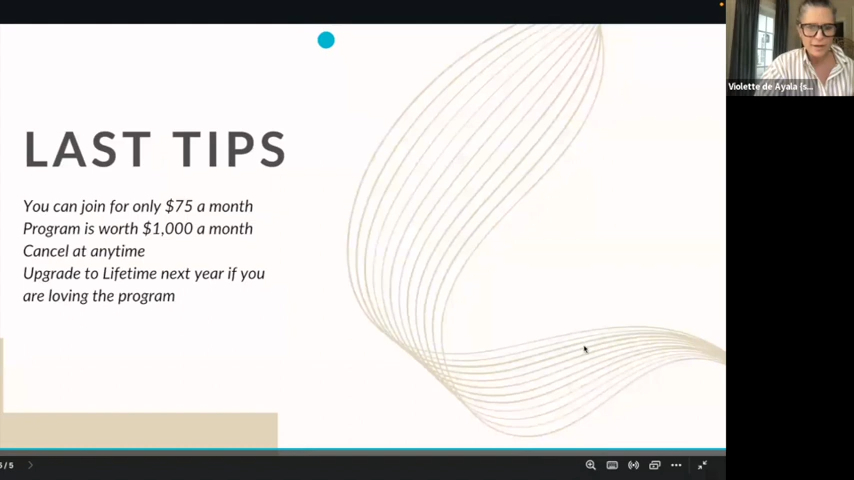 LAST TIPS
You can join for only $75 a month
Program is worth $1,000 a month
Cancel at anytime
Upgrade to Lifetime next year if you
are loving the program
Violette de Ayala (s...
/5